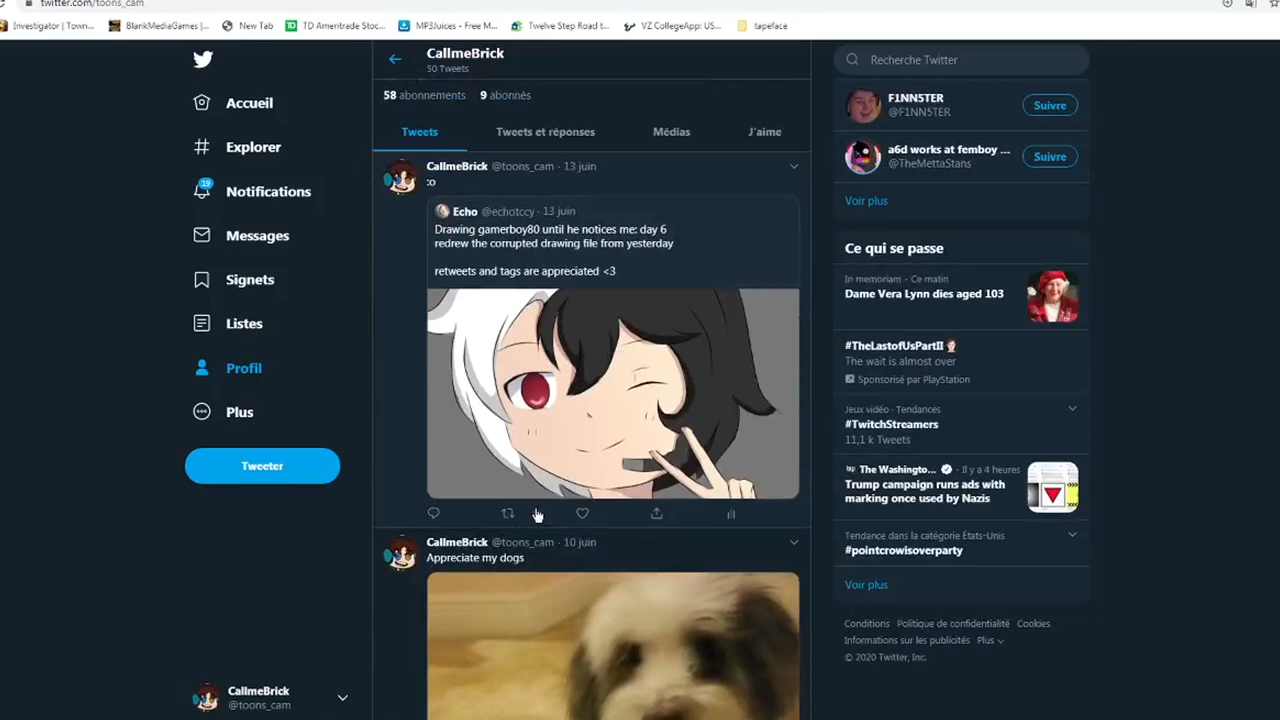 twitter.com/toons_cam
Investigator | Town...
BlankMediaGames |...
New Tab
TD Ameritrade Stoc...
MP3Juices - Free M...
Twelve Step Road t...
VZ CollegeApp: US...
tapeface
Accueil
Explorer
19
Notifications
Messages
Signets
Listes
Profil
Plus
Tweeter
CallmeBrick
@toons_cam
CallmeBrick
50 Tweets
58 abonnements 9 abonnés
Tweets
Tweets et réponses
Médias
J'aime
CallmeBrick @toons_cam · 13 juin
:o
Echo @echotccy · 13 juin
Drawing gamerboy80 until he notices me: day 6
redrew the corrupted drawing file from yesterday
retweets and tags are appreciated <3
CallmeBrick @toons_cam · 10 juin
Appreciate my dogs
Recherche Twitter
F1NN5TER
@F1NN5TER
Suivre
a6d works at femboy ...
@TheMettaStans
Suivre
Voir plus
Ce qui se passe
In memoriam · Ce matin
Dame Vera Lynn dies aged 103
#TheLastofUsPartII
The wait is almost over
Sponsorisé par PlayStation
Jeux vidéo · Tendances
#TwitchStreamers
11,1 k Tweets
The Washingto... · Il y a 4 heures
Trump campaign runs ads with
marking once used by Nazis
Tendance dans la catégorie États-Unis
#pointcrowisoverparty
Voir plus
Conditions Politique de confidentialité Cookies
Informations sur les publicités Plus
© 2020 Twitter, Inc.